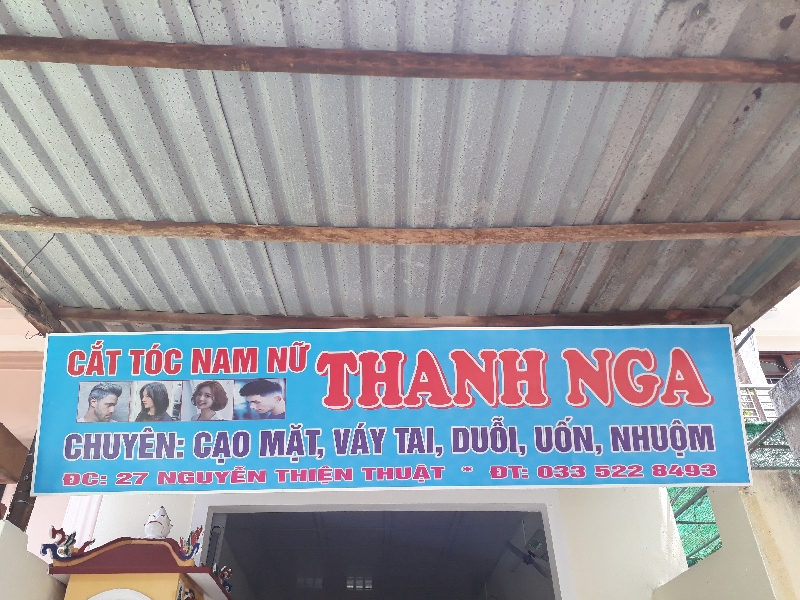 CẮT TÓC NAM NỮ THANH NGA
CHUYÊN: CẠO MẶT, VÁY TAI, DUỖI, UỐN, NHUỘM
ĐC: 27 NGUYỄN THIỆN THUẬT * ĐT: 033 522 8493